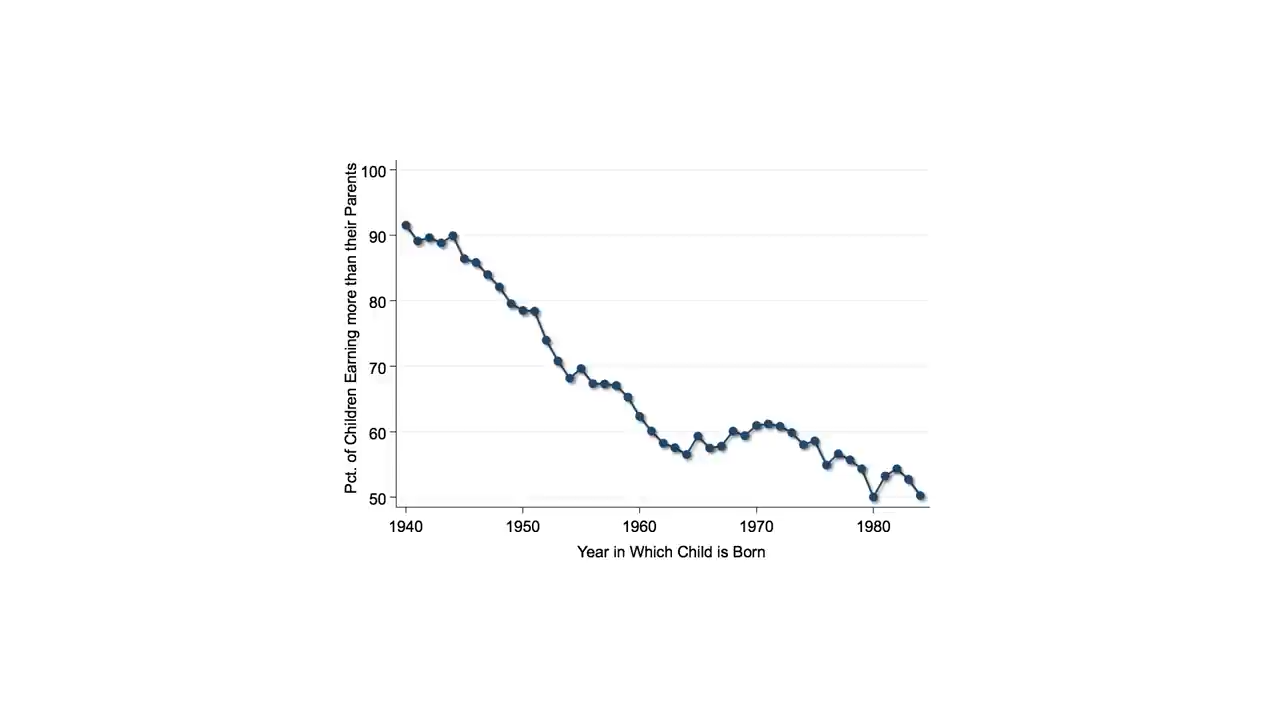 Pct. of Children Earning more than their Parents
100
90
80
70
60
50
1940 1950 1960 1970 1980
Year in Which Child is Born